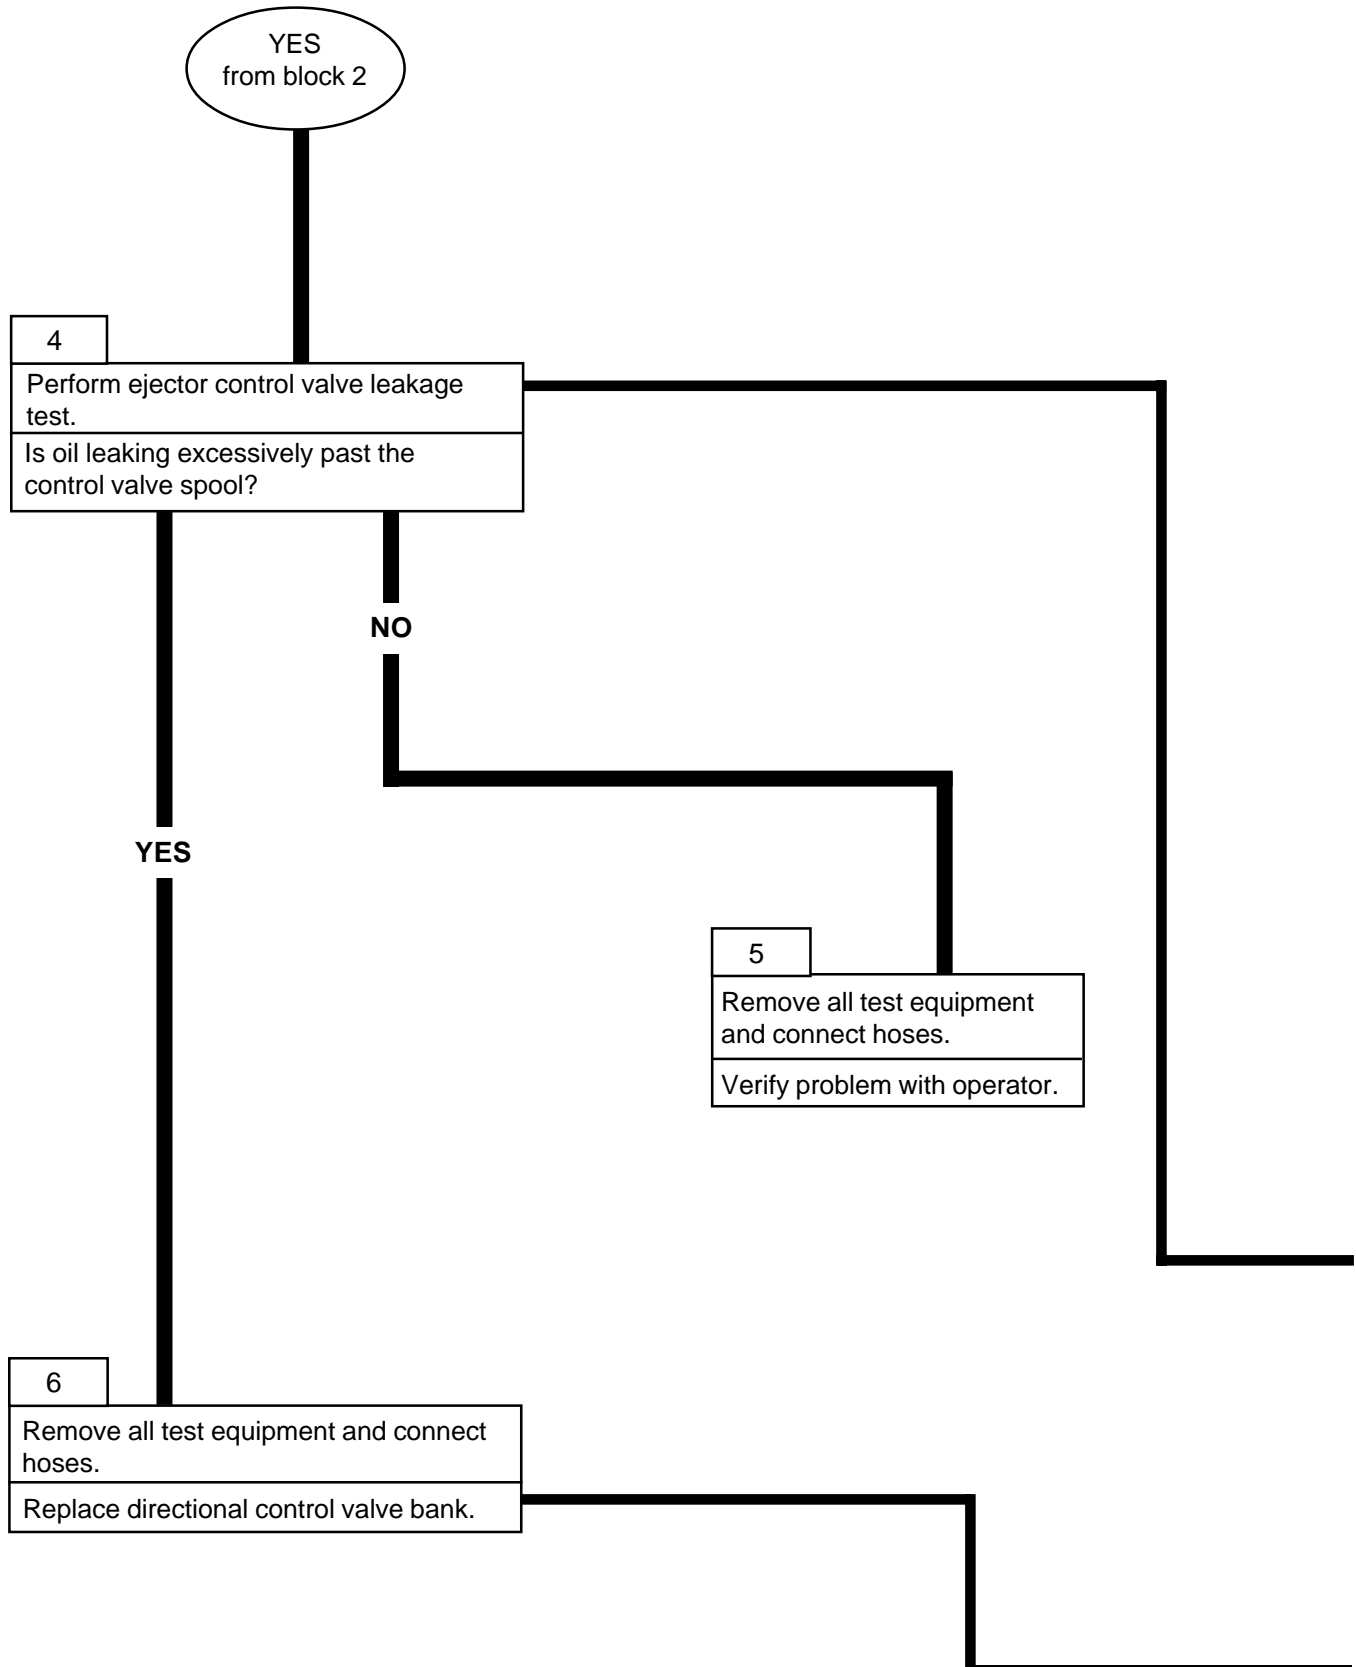 YES
from block 2
4
Perform ejector control valve leakage
test.
Is oil leaking excessively past the
control valve spool?
NO
YES
5
Remove all test equipment
and connect hoses.
Verify problem with operator.
6
Remove all test equipment and connect
hoses.
Replace directional control valve bank.